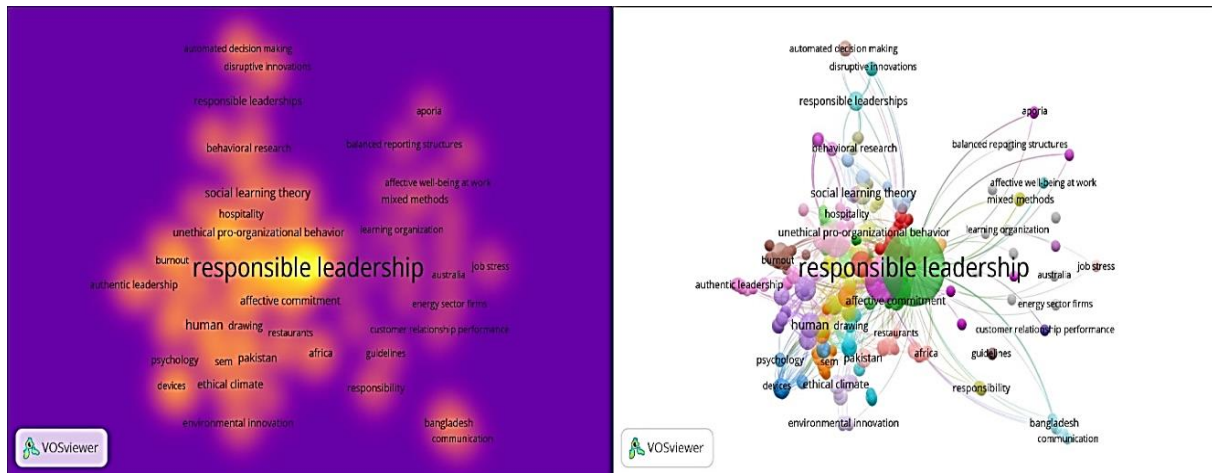 automated decision making
disruptive innovations
responsible leaderships
aporia
behavioral research
balanced reporting structures
affective well-being at work
social learning theory
mixed methods
hospitality
unethical pro-organizational behavior
learning organization
burnout
responsible leadership
job stress
authentic leadership
australia
affective commitment
energy sector firms
human
drawing
restaurants
customer relationship performance
psychology
sem
pakistan
africa
guidelines
devices
ethical climate
responsibility
environmental innovation
bangladesh
communication
VOSviewer
automated decision making
disruptive innovations
responsible leaderships
aporia
behavioral research
balanced reporting structures
affective well-being at work
social learning theory
mixed methods
hospitality
unethical pro-organizational behavior
learning organization
burnout
responsible leadership
job stress
authentic leadership
australia
affective commitment
energy sector firms
human
drawing
restaurants
customer relationship performance
psychology
sem
pakistan
africa
guidelines
devices
ethical climate
responsibility
environmental innovation
bangladesh
communication
VOSviewer